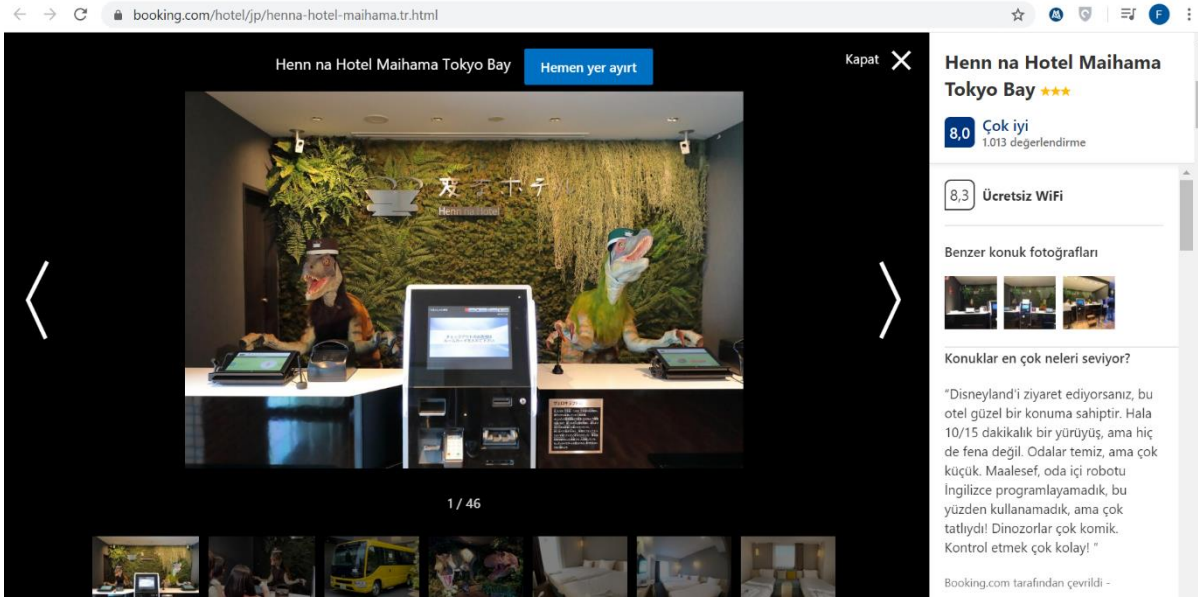 booking.com/hotel/jp/henna-hotel-maihama.tr.html
F
Henn na Hotel Maihama Tokyo Bay
Hemen yer ayırt
Kapat
変なホテル
Henn na Hotel
1 / 46
Henn na Hotel Maihama
Tokyo Bay
8,0
Çok iyi
1.013 değerlendirme
8,3
Ücretsiz WiFi
Benzer konuk fotoğrafları
Konuklar en çok neleri seviyor?
“Disneyland'i ziyaret ediyorsanız, bu
otel güzel bir konuma sahiptir. Hala
10/15 dakikalık bir yürüyüş, ama hiç
de fena değil. Odalar temiz, ama çok
küçük. Maalesef, oda içi robotu
İngilizce programlayamadık, bu
yüzden kullanamadık, ama çok
tatlıydı! Dinozorlar çok komik.
Kontrol etmek çok kolay! ”
Booking.com tarafından çevrildi -